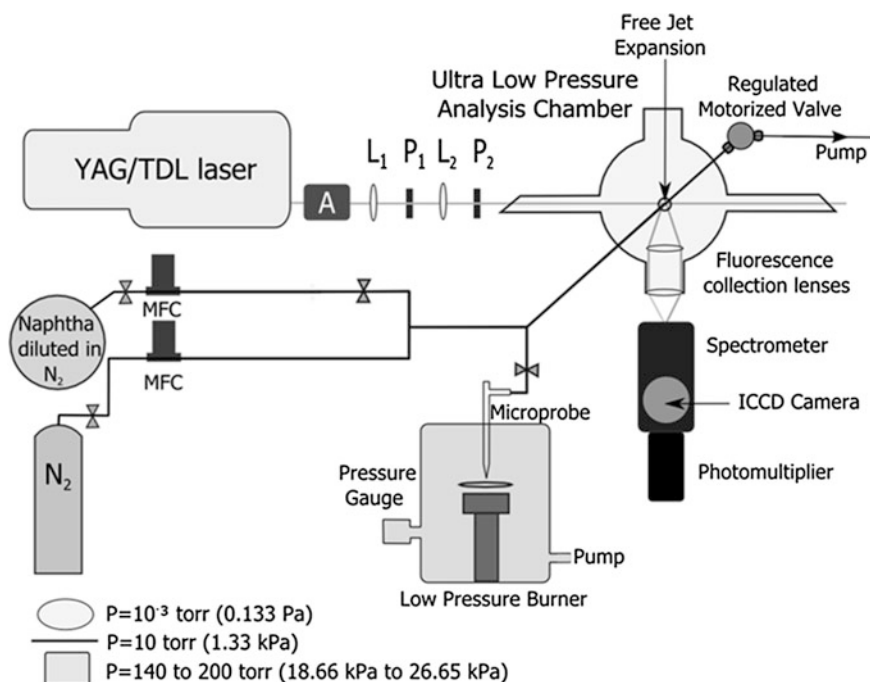 Free Jet
Expansion
Ultra Low Pressure
Analysis Chamber
Regulated
Motorized Valve
Pump
YAG/TDL laser
A
L₁
P₁
L₂
P₂
Fluorescence
collection lenses
MFC
Naphtha
diluted in
N₂
MFC
Spectrometer
ICCD Camera
Photomultiplier
Microprobe
N₂
Pressure
Gauge
Pump
Low Pressure Burner
P=10⁻³ torr (0.133 Pa)
P=10 torr (1.33 kPa)
P=140 to 200 torr (18.66 kPa to 26.65 kPa)